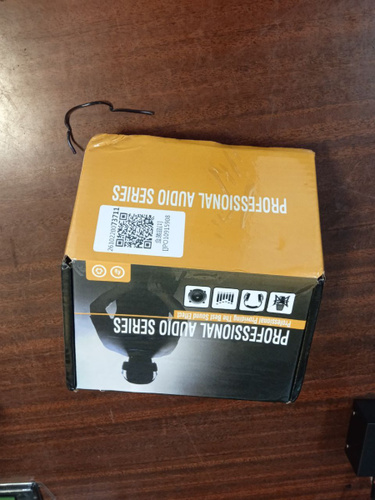 PROFESSIONAL AUDIO SERIES
Professional Providing The Best Sound Effect
PROFESSIONAL AUDIO SERIES